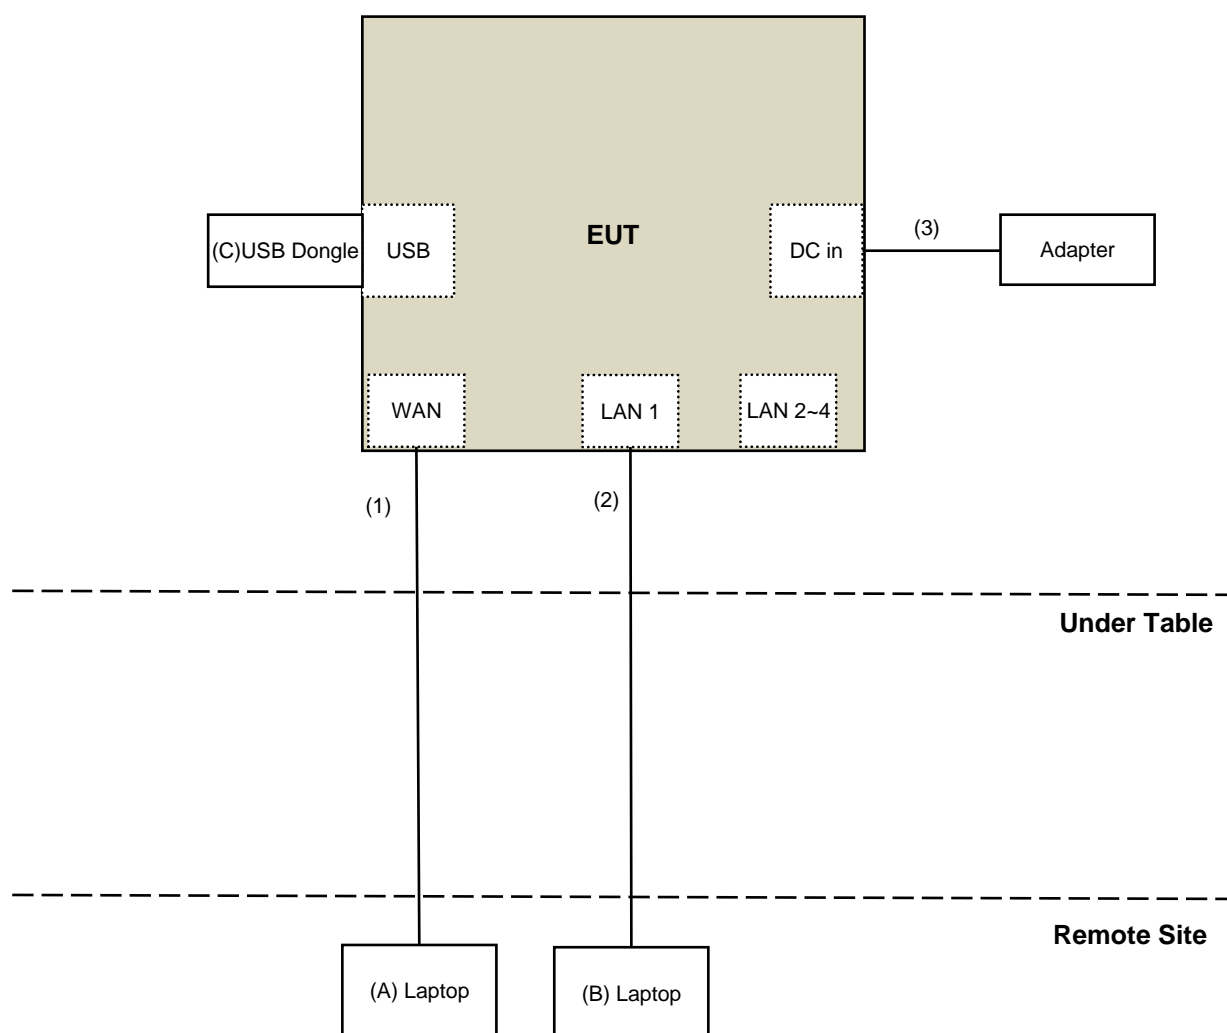 EUT
(C)USB Dongle
USB
DC in
(3)
Adapter
WAN
LAN 1
LAN 2~4
(1)
(2)
Under Table
Remote Site
(A) Laptop
(B) Laptop